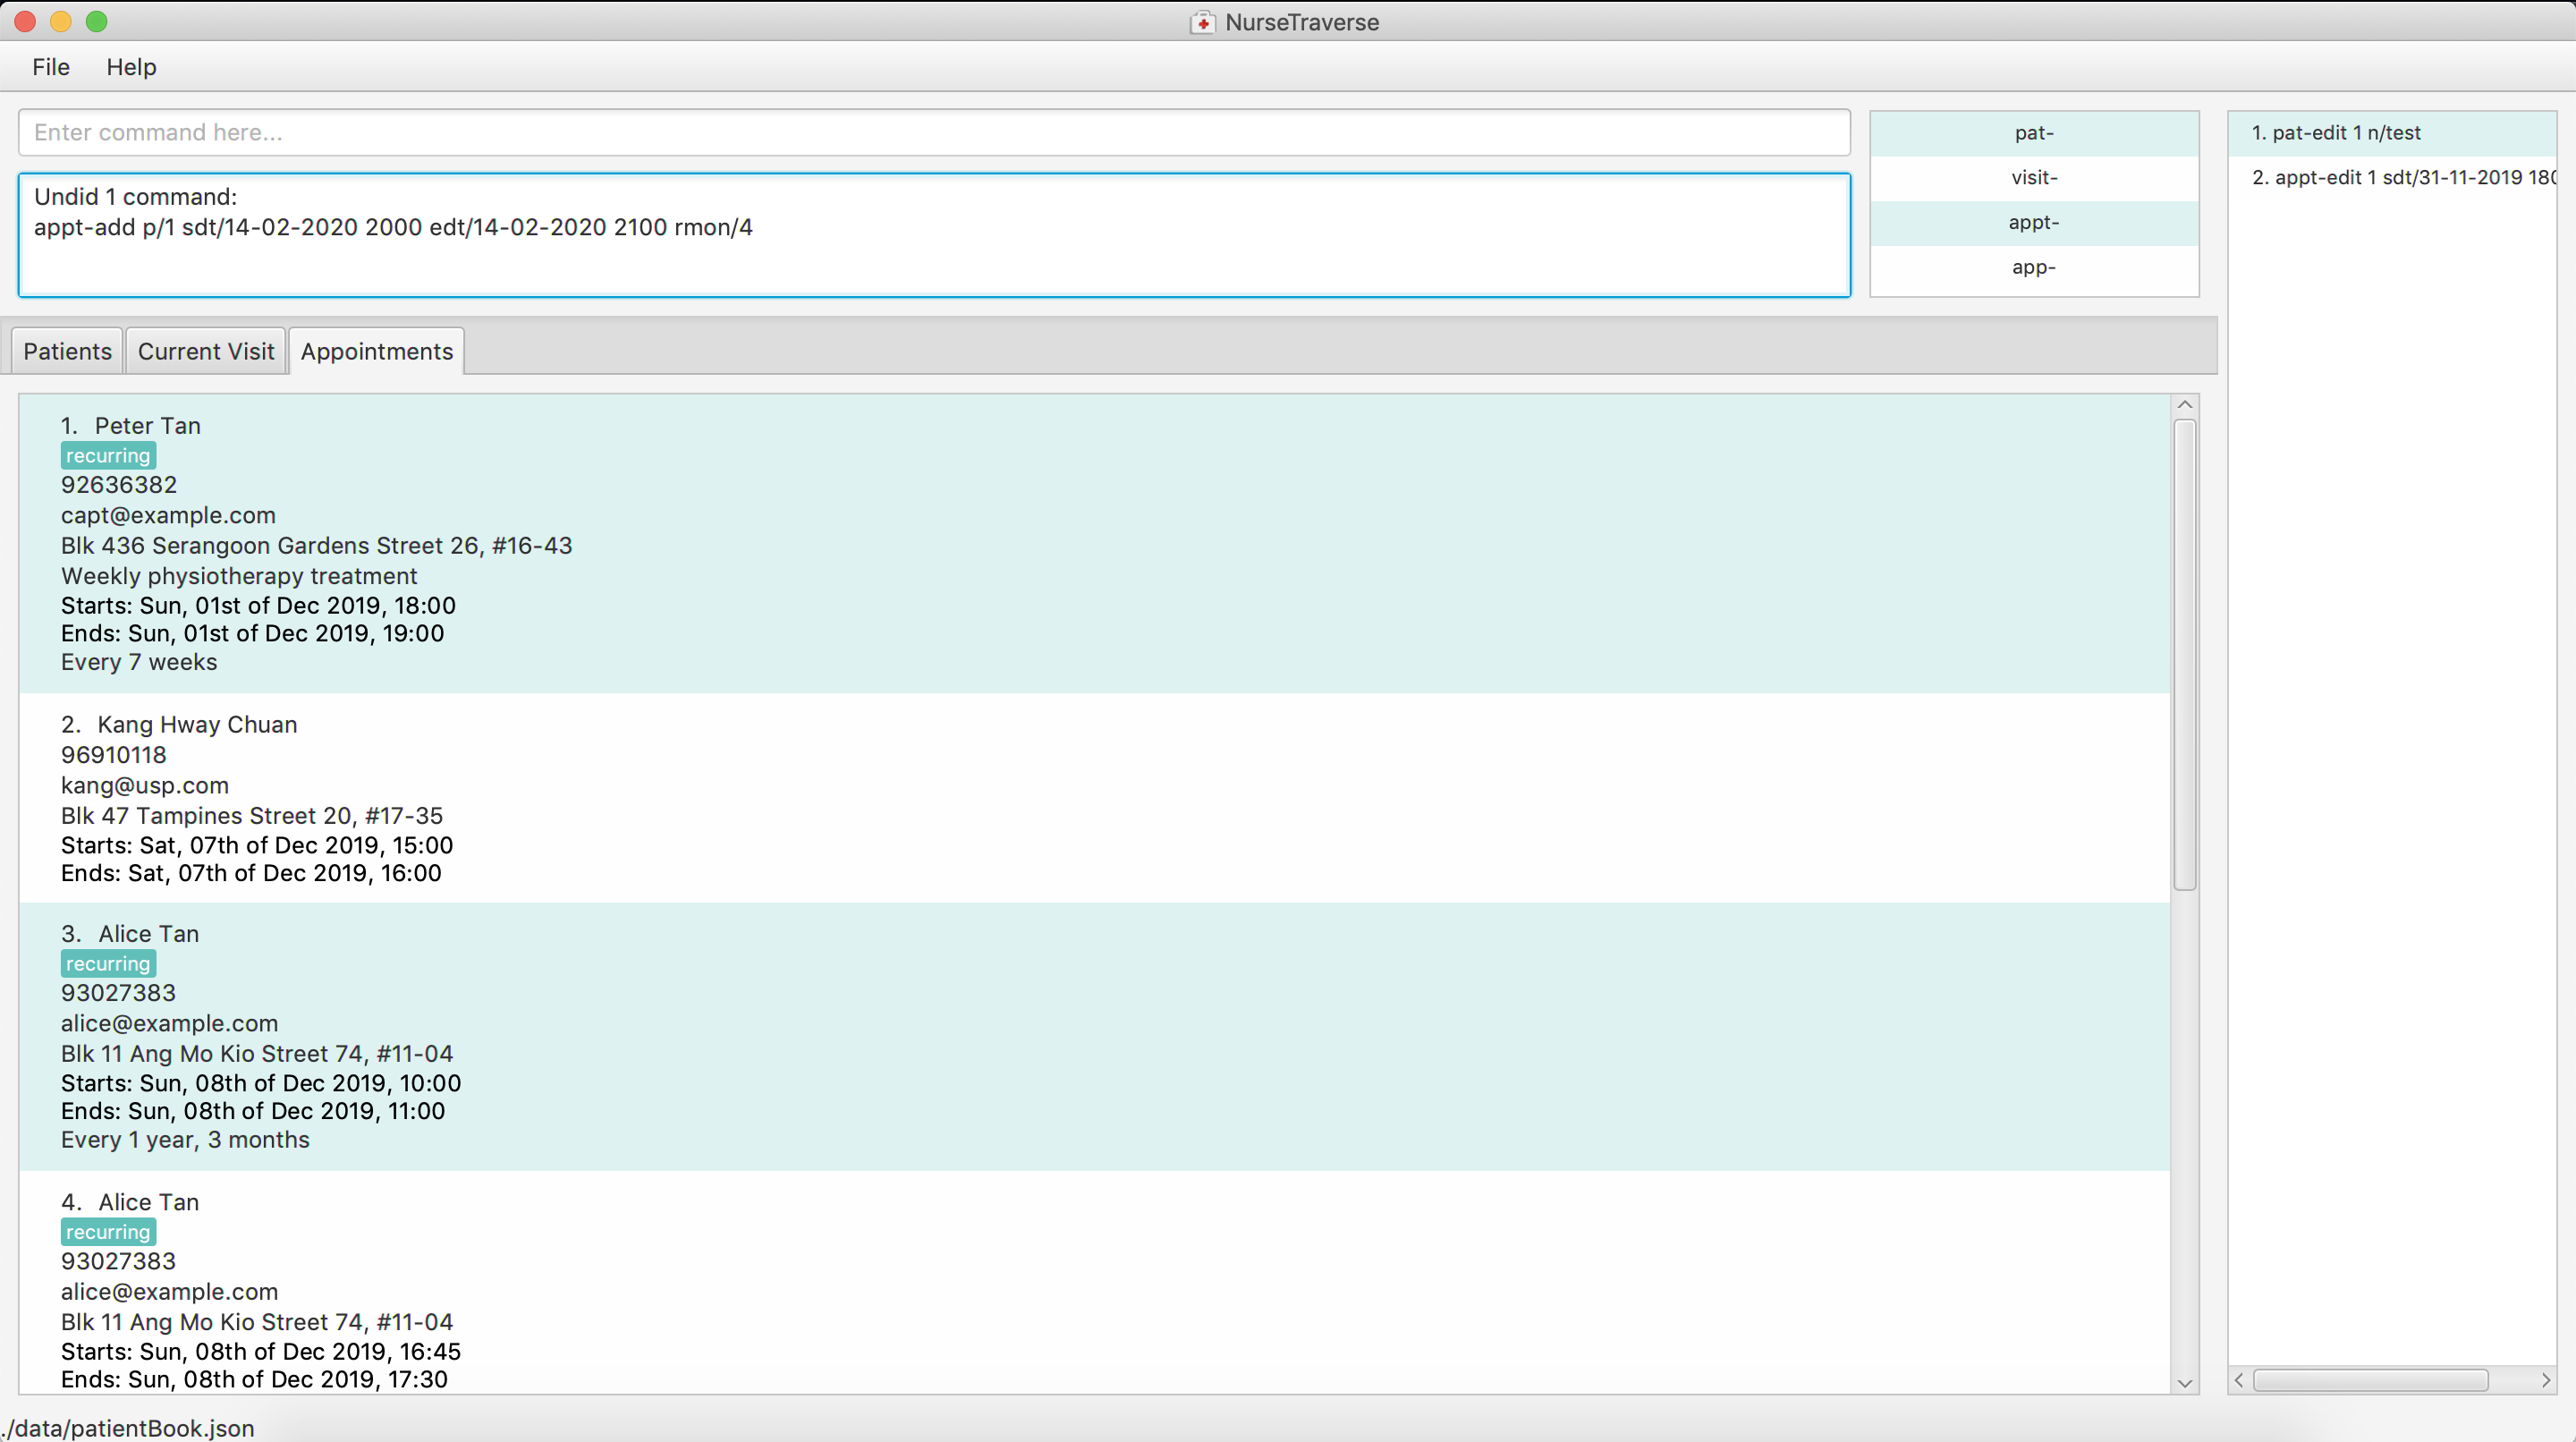 NurseTraverse
File Help
Enter command here...
Undid 1 command:
appt-add p/1 sdt/14-02-2020 2000 edt/14-02-2020 2100 rmon/4
pat-
visit-
appt-
app-
1. pat-edit 1 n/test
2. appt-edit 1 sdt/31-11-2019 180
Patients Current Visit Appointments
1. Peter Tan
recurring
92636382
capt@example.com
Blk 436 Serangoon Gardens Street 26, #16-43
Weekly physiotherapy treatment
Starts: Sun, 01st of Dec 2019, 18:00
Ends: Sun, 01st of Dec 2019, 19:00
Every 7 weeks
2. Kang Hway Chuan
96910118
kang@usp.com
Blk 47 Tampines Street 20, #17-35
Starts: Sat, 07th of Dec 2019, 15:00
Ends: Sat, 07th of Dec 2019, 16:00
3. Alice Tan
recurring
93027383
alice@example.com
Blk 11 Ang Mo Kio Street 74, #11-04
Starts: Sun, 08th of Dec 2019, 10:00
Ends: Sun, 08th of Dec 2019, 11:00
Every 1 year, 3 months
4. Alice Tan
recurring
93027383
alice@example.com
Blk 11 Ang Mo Kio Street 74, #11-04
Starts: Sun, 08th of Dec 2019, 16:45
Ends: Sun, 08th of Dec 2019, 17:30
./data/patientBook.json